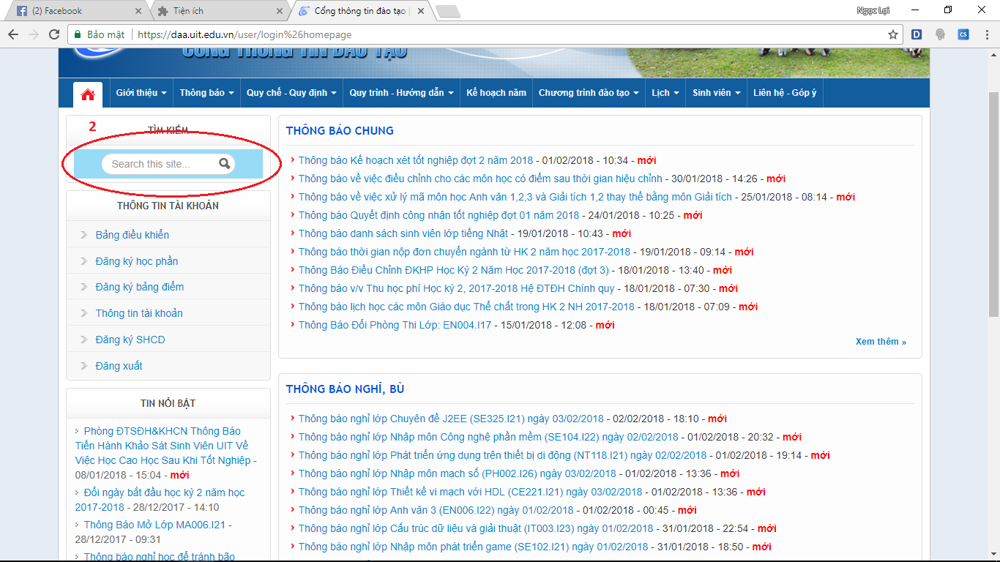 (2) Facebook
Tiện ích
Cổng thông tin đào tạo |
Ngọc Lợi
Bảo mật
https://daa.uit.edu.vn/user/login%26homepage
D
CS
CỔNG THÔNG TIN ĐÀO TẠO
Giới thiệu
Thông báo
Quy chế - Quy định
Quy trình - Hướng dẫn
Kế hoạch năm
Chương trình đào tạo
Lịch
Sinh viên
Liên hệ - Góp ý
2
TÌM KIẾM
Search this site...
THÔNG TIN TÀI KHOẢN
Bảng điều khiển
Đăng ký học phần
Đăng ký bảng điểm
Thông tin tài khoản
Đăng ký SHCD
Đăng xuất
TIN NỔI BẬT
Phòng ĐTSĐH&KHCN Thông Báo
Tiến Hành Khảo Sát Sinh Viên UIT Về
Việc Học Cao Học Sau Khi Tốt Nghiệp -
08/01/2018 - 15:04 - mới
Đổi ngày bắt đầu học kỳ 2 năm học
2017-2018 - 28/12/2017 - 14:10
Thông Báo Mở Lớp MA006.I21 -
28/12/2017 - 09:31
Thông báo nghỉ học để tránh bão
THÔNG BÁO CHUNG
Thông báo Kế hoạch xét tốt nghiệp đợt 2 năm 2018 - 01/02/2018 - 10:34 - mới
Thông báo về việc điều chỉnh cho các môn học có điểm sau thời gian hiệu chỉnh - 30/01/2018 - 14:26 - mới
Thông báo về việc xử lý mã môn học Anh văn 1,2,3 và Giải tích 1,2 thay thế bằng môn Giải tích - 25/01/2018 - 08:14 - mới
Thông báo Quyết định công nhận tốt nghiệp đợt 01 năm 2018 - 24/01/2018 - 10:25 - mới
Thông báo danh sách sinh viên lớp tiếng Nhật - 19/01/2018 - 10:43 - mới
Thông báo thời gian nộp đơn chuyển ngành từ HK 2 năm học 2017-2018 - 19/01/2018 - 09:14 - mới
Thông Báo Điều Chỉnh ĐKHP Học Kỳ 2 Năm Học 2017-2018 (đợt 3) - 18/01/2018 - 13:40 - mới
Thông báo v/v Thu học phí Học kỳ 2, 2017-2018 Hệ ĐTĐH Chính quy - 18/01/2018 - 07:30 - mới
Thông báo lịch học các môn Giáo dục Thể chất trong HK 2 NH 2017-2018 - 18/01/2018 - 07:09 - mới
Thông Báo Đổi Phòng Thi Lớp: EN004.I17 - 15/01/2018 - 12:08 - mới
Xem thêm »
THÔNG BÁO NGHỈ, BÙ
Thông báo nghỉ lớp Chuyên đề J2EE (SE325.I21) ngày 03/02/2018 - 02/02/2018 - 18:10 - mới
Thông báo nghỉ lớp Nhập môn Công nghệ phần mềm (SE104.I22) ngày 02/02/2018 - 01/02/2018 - 20:32 - mới
Thông báo nghỉ lớp Phát triển ứng dụng trên thiết bị di động (NT118.I21) ngày 02/02/2018 - 01/02/2018 - 19:14 - mới
Thông báo nghỉ lớp Nhập môn mạch số (PH002.I26) ngày 03/02/2018 - 01/02/2018 - 13:36 - mới
Thông báo nghỉ lớp Thiết kế vi mạch với HDL (CE221.I21) ngày 03/02/2018 - 01/02/2018 - 13:36 - mới
Thông báo nghỉ lớp Anh văn 3 (EN006.I22) ngày 01/02/2018 - 01/02/2018 - 00:45 - mới
Thông báo nghỉ lớp Cấu trúc dữ liệu và giải thuật (IT003.I23) ngày 01/02/2018 - 31/01/2018 - 22:54 - mới
Thông báo nghỉ lớp Nhập môn phát triển game (SE102.I21) ngày 01/02/2018 - 31/01/2018 - 18:50 - mới